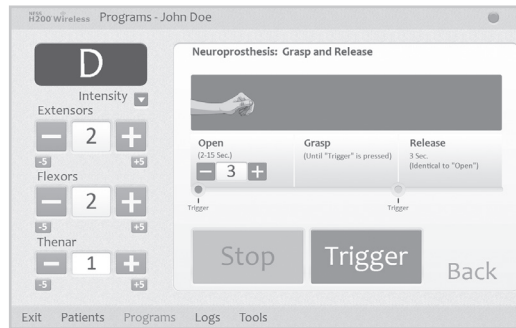 NESS
H200 Wireless Programs - John Doe
D
Intensity
Extensors
2
-5 +5
Flexors
2
-5 +5
Thenar
1
-5 +5
Neuroprosthesis: Grasp and Release
Open
(2-15 Sec.)
3
Grasp
(Until "Trigger" is pressed)
Release
3 Sec.
(Identical to "Open")
Trigger
Trigger
Stop
Trigger
Back
Exit Patients Programs Logs Tools